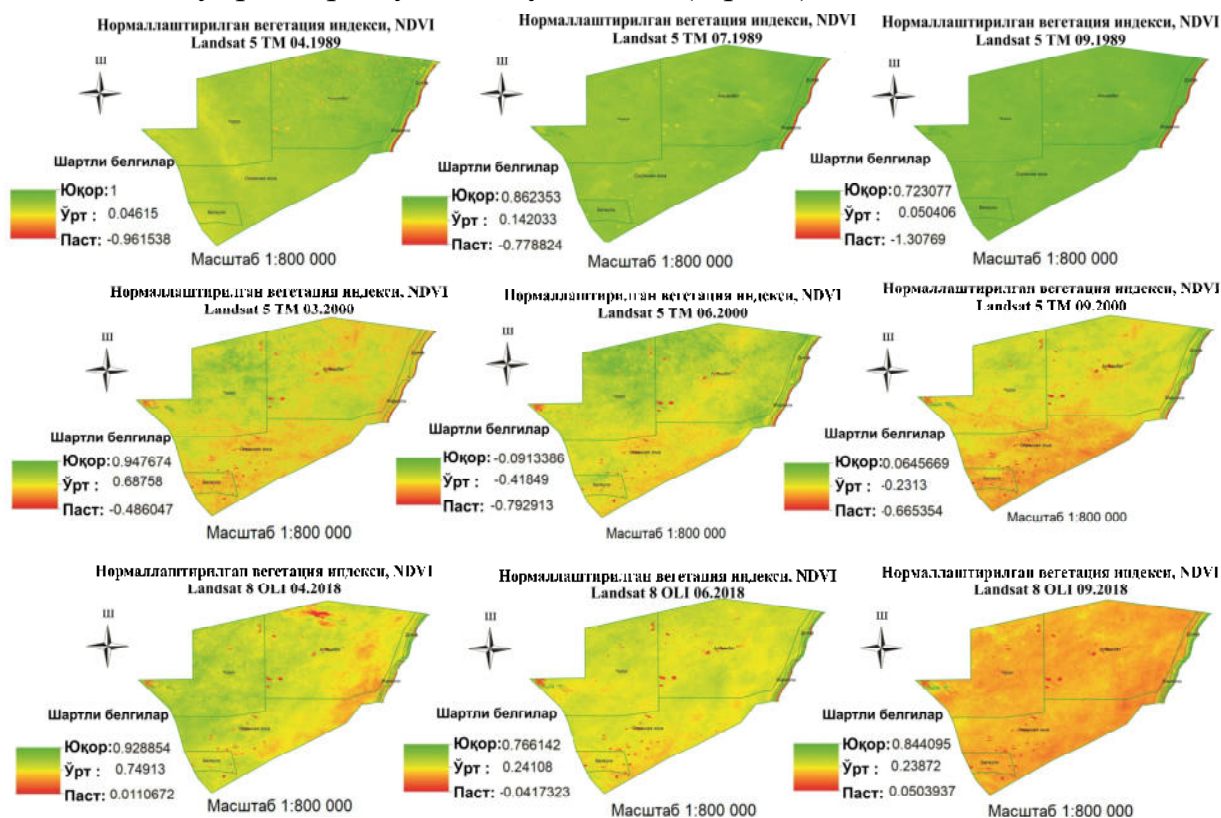 Нормаллаштирилган вегетация индекси, NDVI
Landsat 5 TM 04.1989
Ш
Шартли белгилар
Юқор: 1
Ўрт : 0.04615
Паст: -0.961538
Масштаб 1:800 000
Нормаллаштирилган вегетация индекси, NDVI
Landsat 5 TM 07.1989
Ш
Шартли белгилар
Юқор: 0.862353
Ўрт : 0.142033
Паст: -0.778824
Масштаб 1:800 000
Нормаллаштирилган вегетация индекси, NDVI
Landsat 5 TM 09.1989
Ш
Шартли белгилар
Юқор: 0.723077
Ўрт : 0.050406
Паст: -1.30769
Масштаб 1:800 000
Нормаллаштирилган вегетация индекси, NDVI
Landsat 5 TM 03.2000
Ш
Шартли белгилар
Юқор: 0.947674
Ўрт : 0.68758
Паст: -0.486047
Масштаб 1:800 000
Нормаллаштирилган вегетация индекси, NDVI
Landsat 5 TM 06.2000
Ш
Шартли белгилар
Юқор: -0.0913386
Ўрт : -0.41849
Паст: -0.792913
Масштаб 1:800 000
Нормаллаштирилган вегетация индекси, NDVI
Landsat 5 TM 09.2000
Ш
Шартли белгилар
Юқор: 0.0645669
Ўрт : -0.2313
Паст: -0.665354
Масштаб 1:800 000
Нормаллаштирилган вегетация индекси, NDVI
Landsat 8 OLI 04.2018
Ш
Шартли белгилар
Юқор: 0.928854
Ўрт : 0.74913
Паст: 0.0110672
Масштаб 1:800 000
Нормаллаштирилган вегетация индекси, NDVI
Landsat 8 OLI 06.2018
Ш
Шартли белгилар
Юқор: 0.766142
Ўрт : 0.24108
Паст: -0.0417323
Масштаб 1:800 000
Нормаллаштирилган вегетация индекси, NDVI
Landsat 8 OLI 09.2018
Ш
Шартли белгилар
Юқор: 0.844095
Ўрт : 0.23872
Паст: 0.0503937
Масштаб 1:800 000